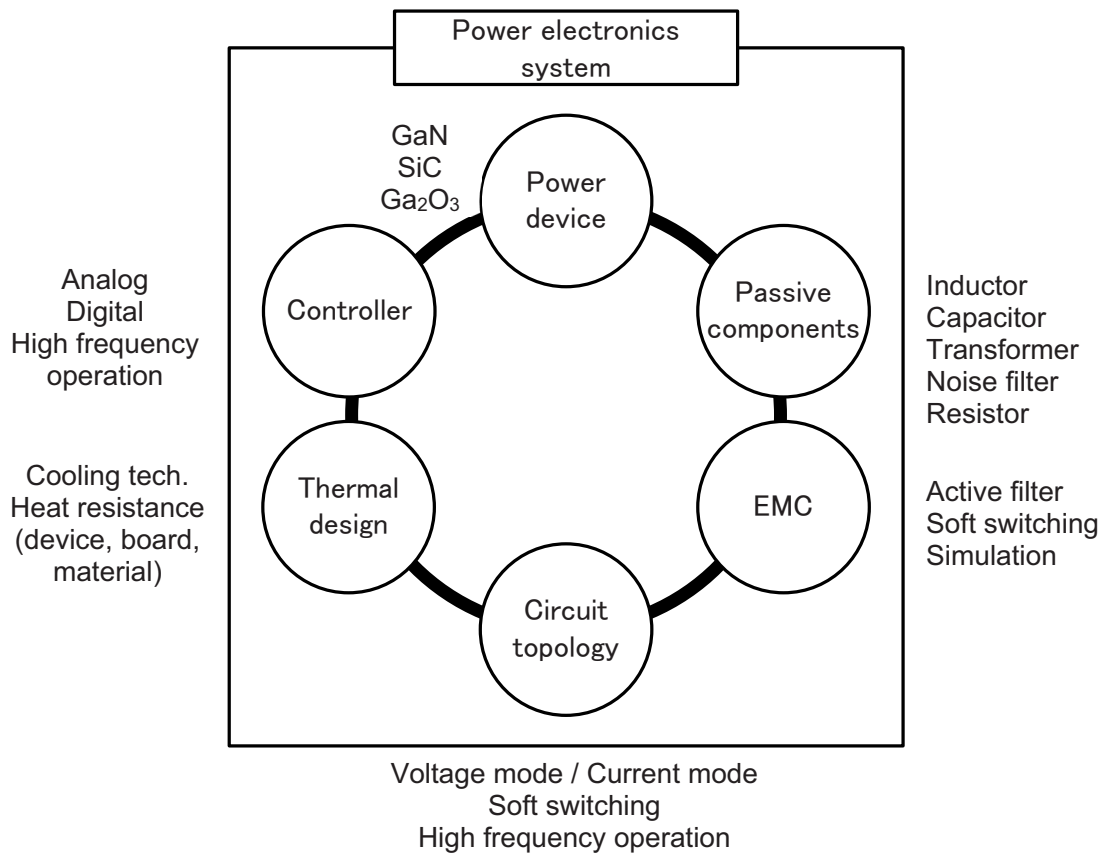 Power electronics
system
GaN
SiC
Ga₂O₃
Power
device
Controller
Passive
components
Analog
Digital
High frequency
operation
Inductor
Capacitor
Transformer
Noise filter
Resistor
Thermal
design
EMC
Cooling tech.
Heat resistance
(device, board,
material)
Active filter
Soft switching
Simulation
Circuit
topology
Voltage mode / Current mode
Soft switching
High frequency operation